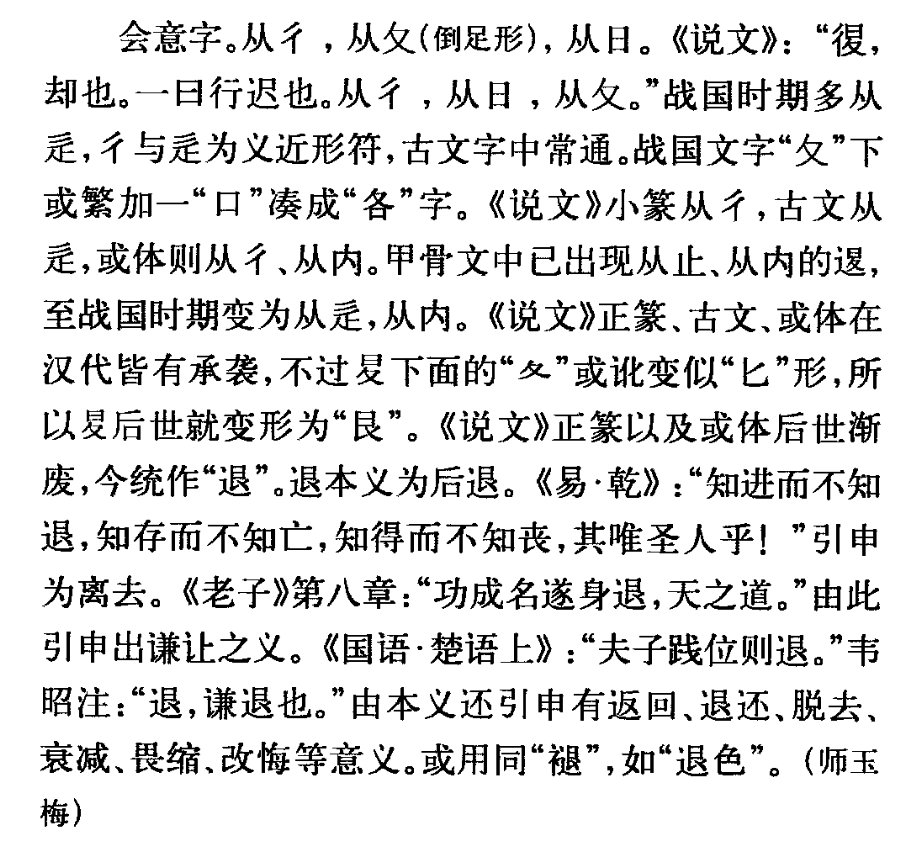 会意字。从彳，从夂(倒足形)，从日。《说文》：“復，
却也。一曰行迟也。从彳，从日，从夂。”战国时期多从
辵，彳与辵为义近形符，古文字中常通。战国文字“夂”下
或繁加一“口”凑成“各”字。《说文》小篆从彳，古文从
辵，或体则从彳、从内。甲骨文中已出现从止、从内的𨓤，
至战国时期变为从辵，从内。《说文》正篆、古文、或体在
汉代皆有承袭，不过㫐下面的“夂”或讹变似“匕”形，所
以㫐后世就变形为“艮”。《说文》正篆以及或体后世渐
废，今统作“退”。退本义为后退。《易·乾》：“知进而不知
退，知存而不知亡，知得而不知丧，其唯圣人乎！”引申
为离去。《老子》第八章：“功成名遂身退，天之道。”由此
引申出谦让之义。《国语·楚语上》：“夫子践位则退。”韦
昭注：“退，谦退也。”由本义还引申有返回、退还、脱去、
衰减、畏缩、改悔等意义。或用同“褪”，如“退色”。(师玉
梅)